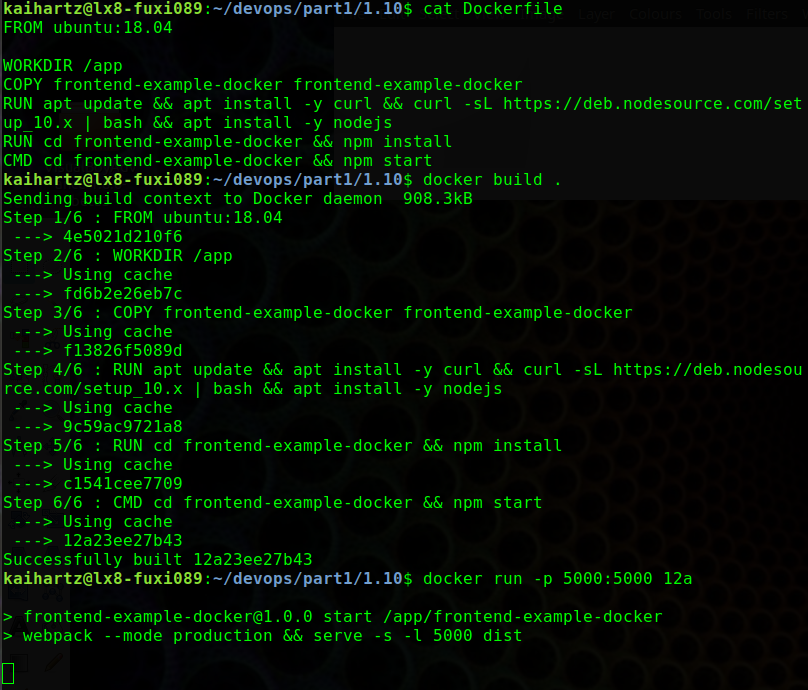 kaihartz@lx8-fuxi089:~/devops/part1/1.10$ cat Dockerfile
FROM ubuntu:18.04
WORKDIR /app
COPY frontend-example-docker frontend-example-docker
RUN apt update && apt install -y curl && curl -sL https://deb.nodesource.com/set
up_10.x | bash && apt install -y nodejs
RUN cd frontend-example-docker && npm install
CMD cd frontend-example-docker && npm start
kaihartz@lx8-fuxi089:~/devops/part1/1.10$ docker build .
Sending build context to Docker daemon  908.3kB
Step 1/6 : FROM ubuntu:18.04
 ---> 4e5021d210f6
Step 2/6 : WORKDIR /app
 ---> Using cache
 ---> fd6b2e26eb7c
Step 3/6 : COPY frontend-example-docker frontend-example-docker
 ---> Using cache
 ---> f13826f5089d
Step 4/6 : RUN apt update && apt install -y curl && curl -sL https://deb.nodesou
rce.com/setup_10.x | bash && apt install -y nodejs
 ---> Using cache
 ---> 9c59ac9721a8
Step 5/6 : RUN cd frontend-example-docker && npm install
 ---> Using cache
 ---> c1541cee7709
Step 6/6 : CMD cd frontend-example-docker && npm start
 ---> Using cache
 ---> 12a23ee27b43
Successfully built 12a23ee27b43
kaihartz@lx8-fuxi089:~/devops/part1/1.10$ docker run -p 5000:5000 12a
> frontend-example-docker@1.0.0 start /app/frontend-example-docker
> webpack --mode production && serve -s -l 5000 dist
Layer Colours Tools Filters